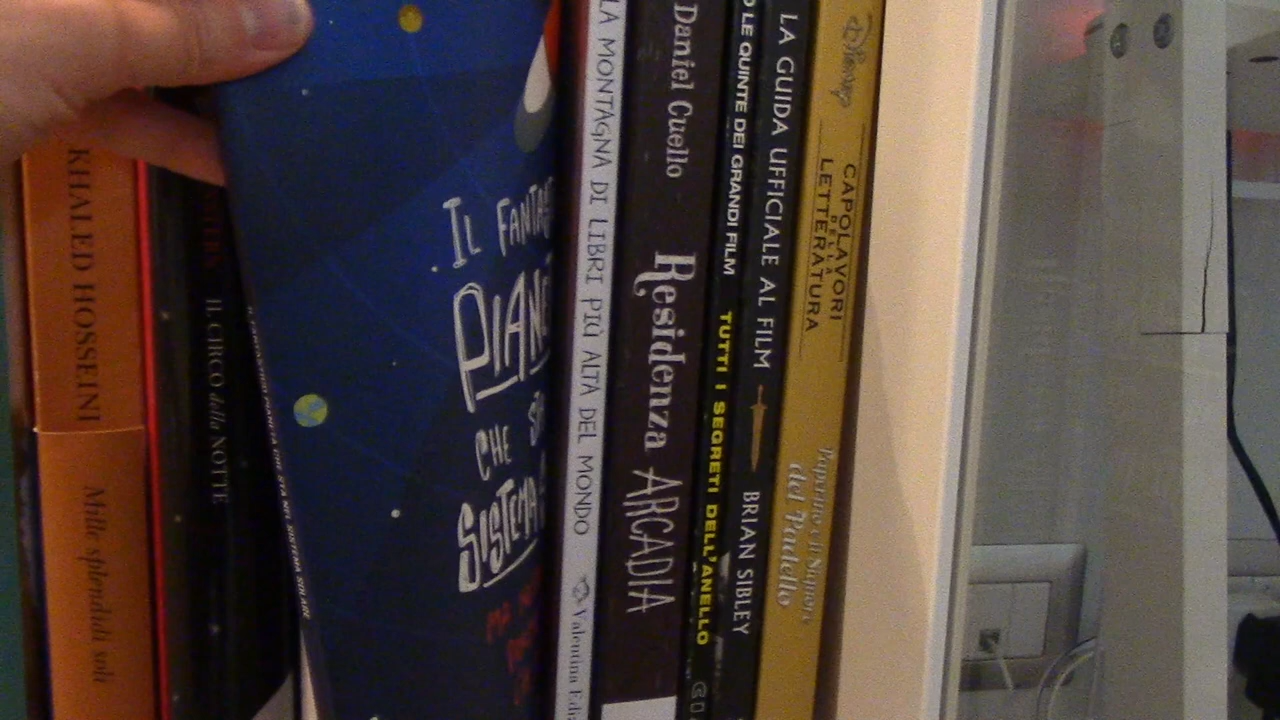 KHALED HOSSEINI
Mille splendidi soli
IL CIRCO della NOTTE
IL
PIANE
CHE
SISTEMA
LA MONTAGNA DI LIBRI PIÙ ALTA DEL MONDO
Valentina Edi
Daniel Cuello
Residenza ARCADIA
LE QUINTE DEI GRANDI FILM
TUTTI I SEGRETI DELL'ANELLO
LA GUIDA UFFICIALE AL FILM
BRIAN SIBLEY
Disney
CAPOLAVORI
DELLA
LETTERATURA
Paperino e il Signore
del Padello